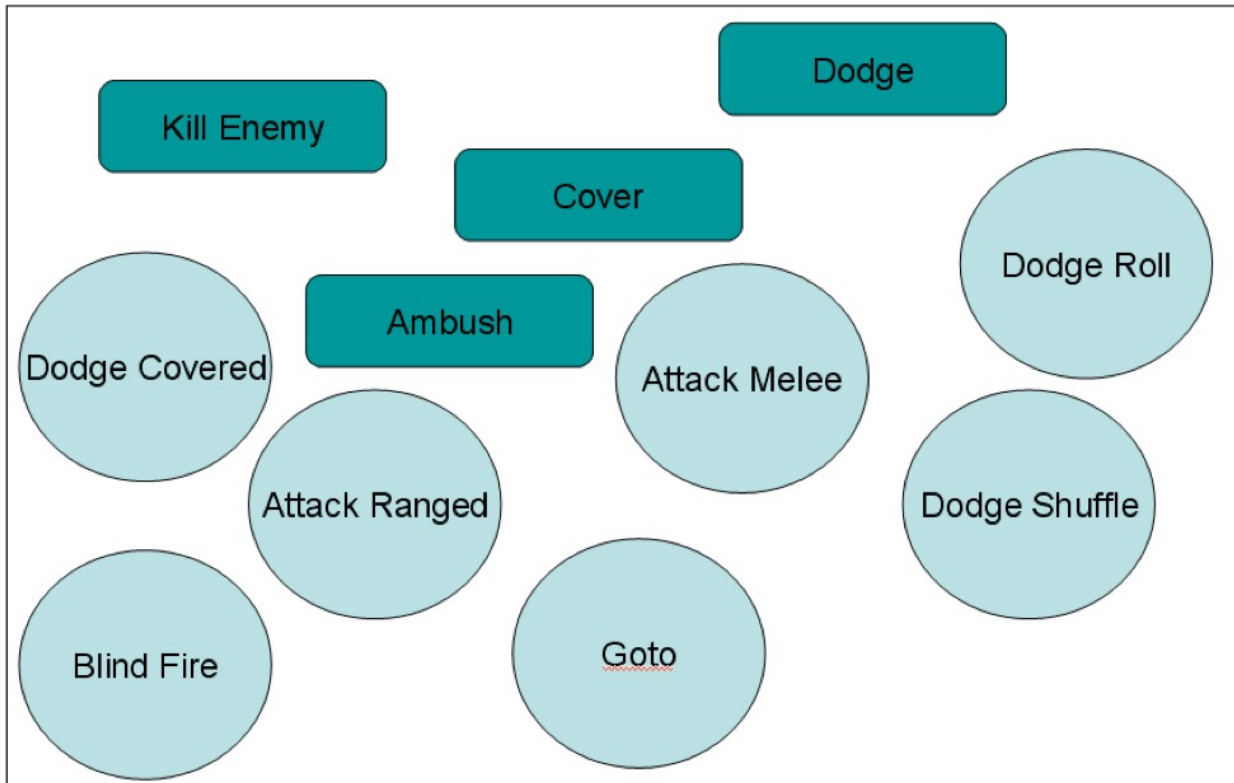 Dodge
Kill Enemy
Cover
Dodge Roll
Ambush
Dodge Covered
Attack Melee
Attack Ranged
Dodge Shuffle
Blind Fire
Goto